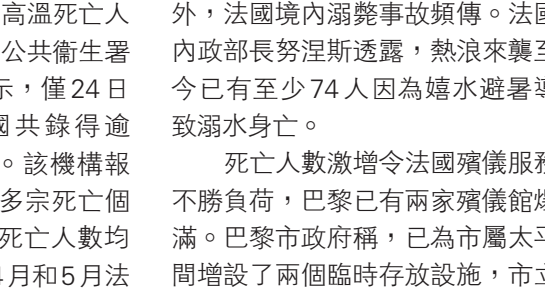 高溫死亡人
公共衞生署
示，僅24日
國共錄得逾
。該機構報
多宗死亡個
死亡人數均
月和5月法
外，法國境內溺斃事故頻傳。法國
內政部長努涅斯透露，熱浪來襲至
今已有至少74人因為嬉水避暑導
致溺水身亡。
死亡人數激增令法國殯儀服務
不勝負荷，巴黎已有兩家殯儀館爆
滿。巴黎市政府稱，已為市屬太平
間增設了兩個臨時存放設施，市立